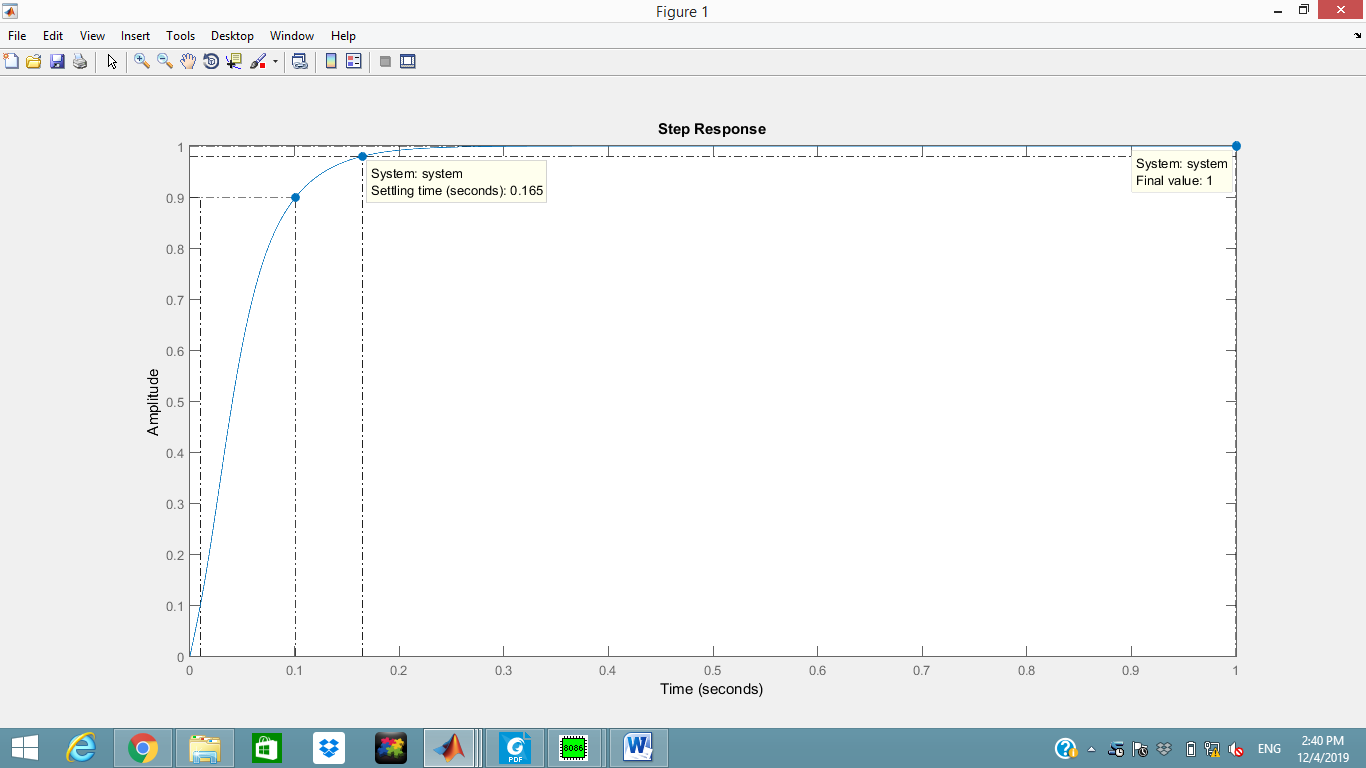 Figure 1
File Edit View Insert Tools Desktop Window Help
Step Response
1
0.9
0.8
0.7
0.6
0.5
0.4
0.3
0.2
0.1
0
Amplitude
System: system
Settling time (seconds): 0.165
System: system
Final value: 1
0 0.1 0.2 0.3 0.4 0.5 0.6 0.7 0.8 0.9 1
Time (seconds)
PDF
8086
ENG
2:40 PM
12/4/2019